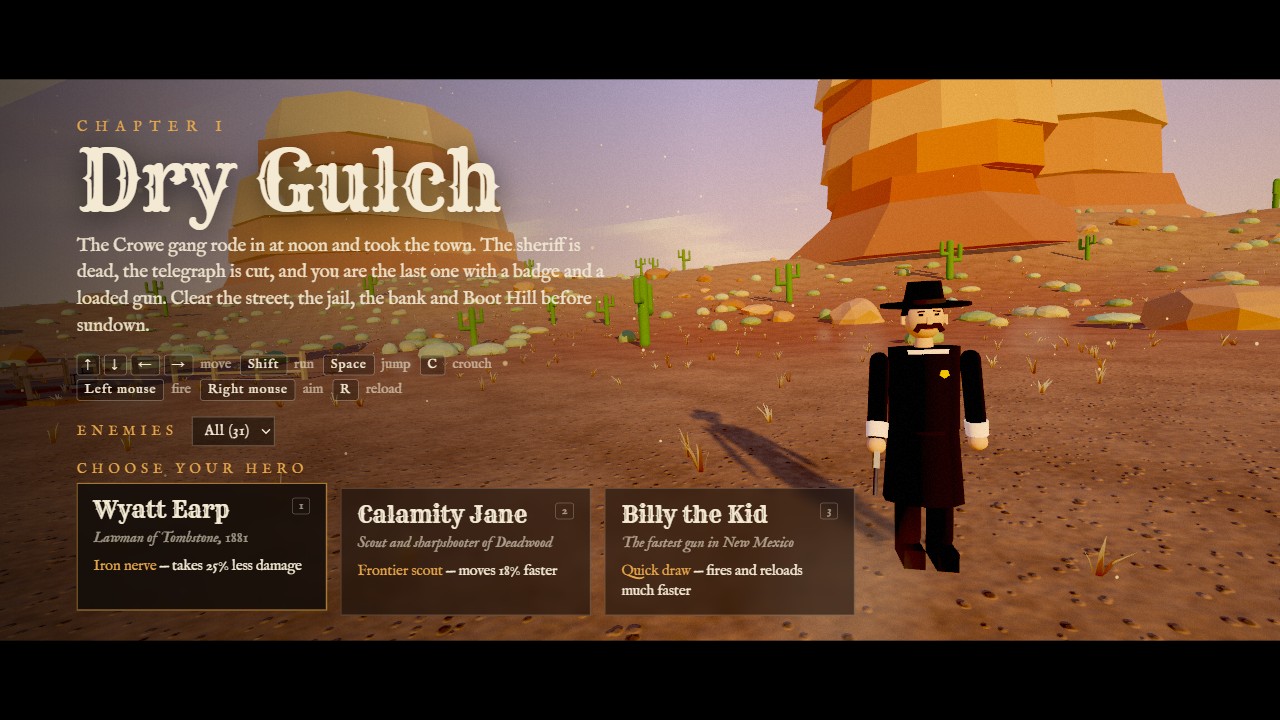 CHAPTER I
Dry Gulch
The Crowe gang rode in at noon and took the town. The sheriff is
dead, the telegraph is cut, and you are the last one with a badge and a
loaded gun. Clear the street, the jail, the bank and Boot Hill before
sundown.
↑ ↓ ← → move Shift run Space jump C crouch
Left mouse fire Right mouse aim R reload
ENEMIES All (31)
CHOOSE YOUR HERO
Wyatt Earp 1
Lawman of Tombstone, 1881
Iron nerve — takes 25% less damage
Calamity Jane 2
Scout and sharpshooter of Deadwood
Frontier scout — moves 18% faster
Billy the Kid 3
The fastest gun in New Mexico
Quick draw — fires and reloads
much faster